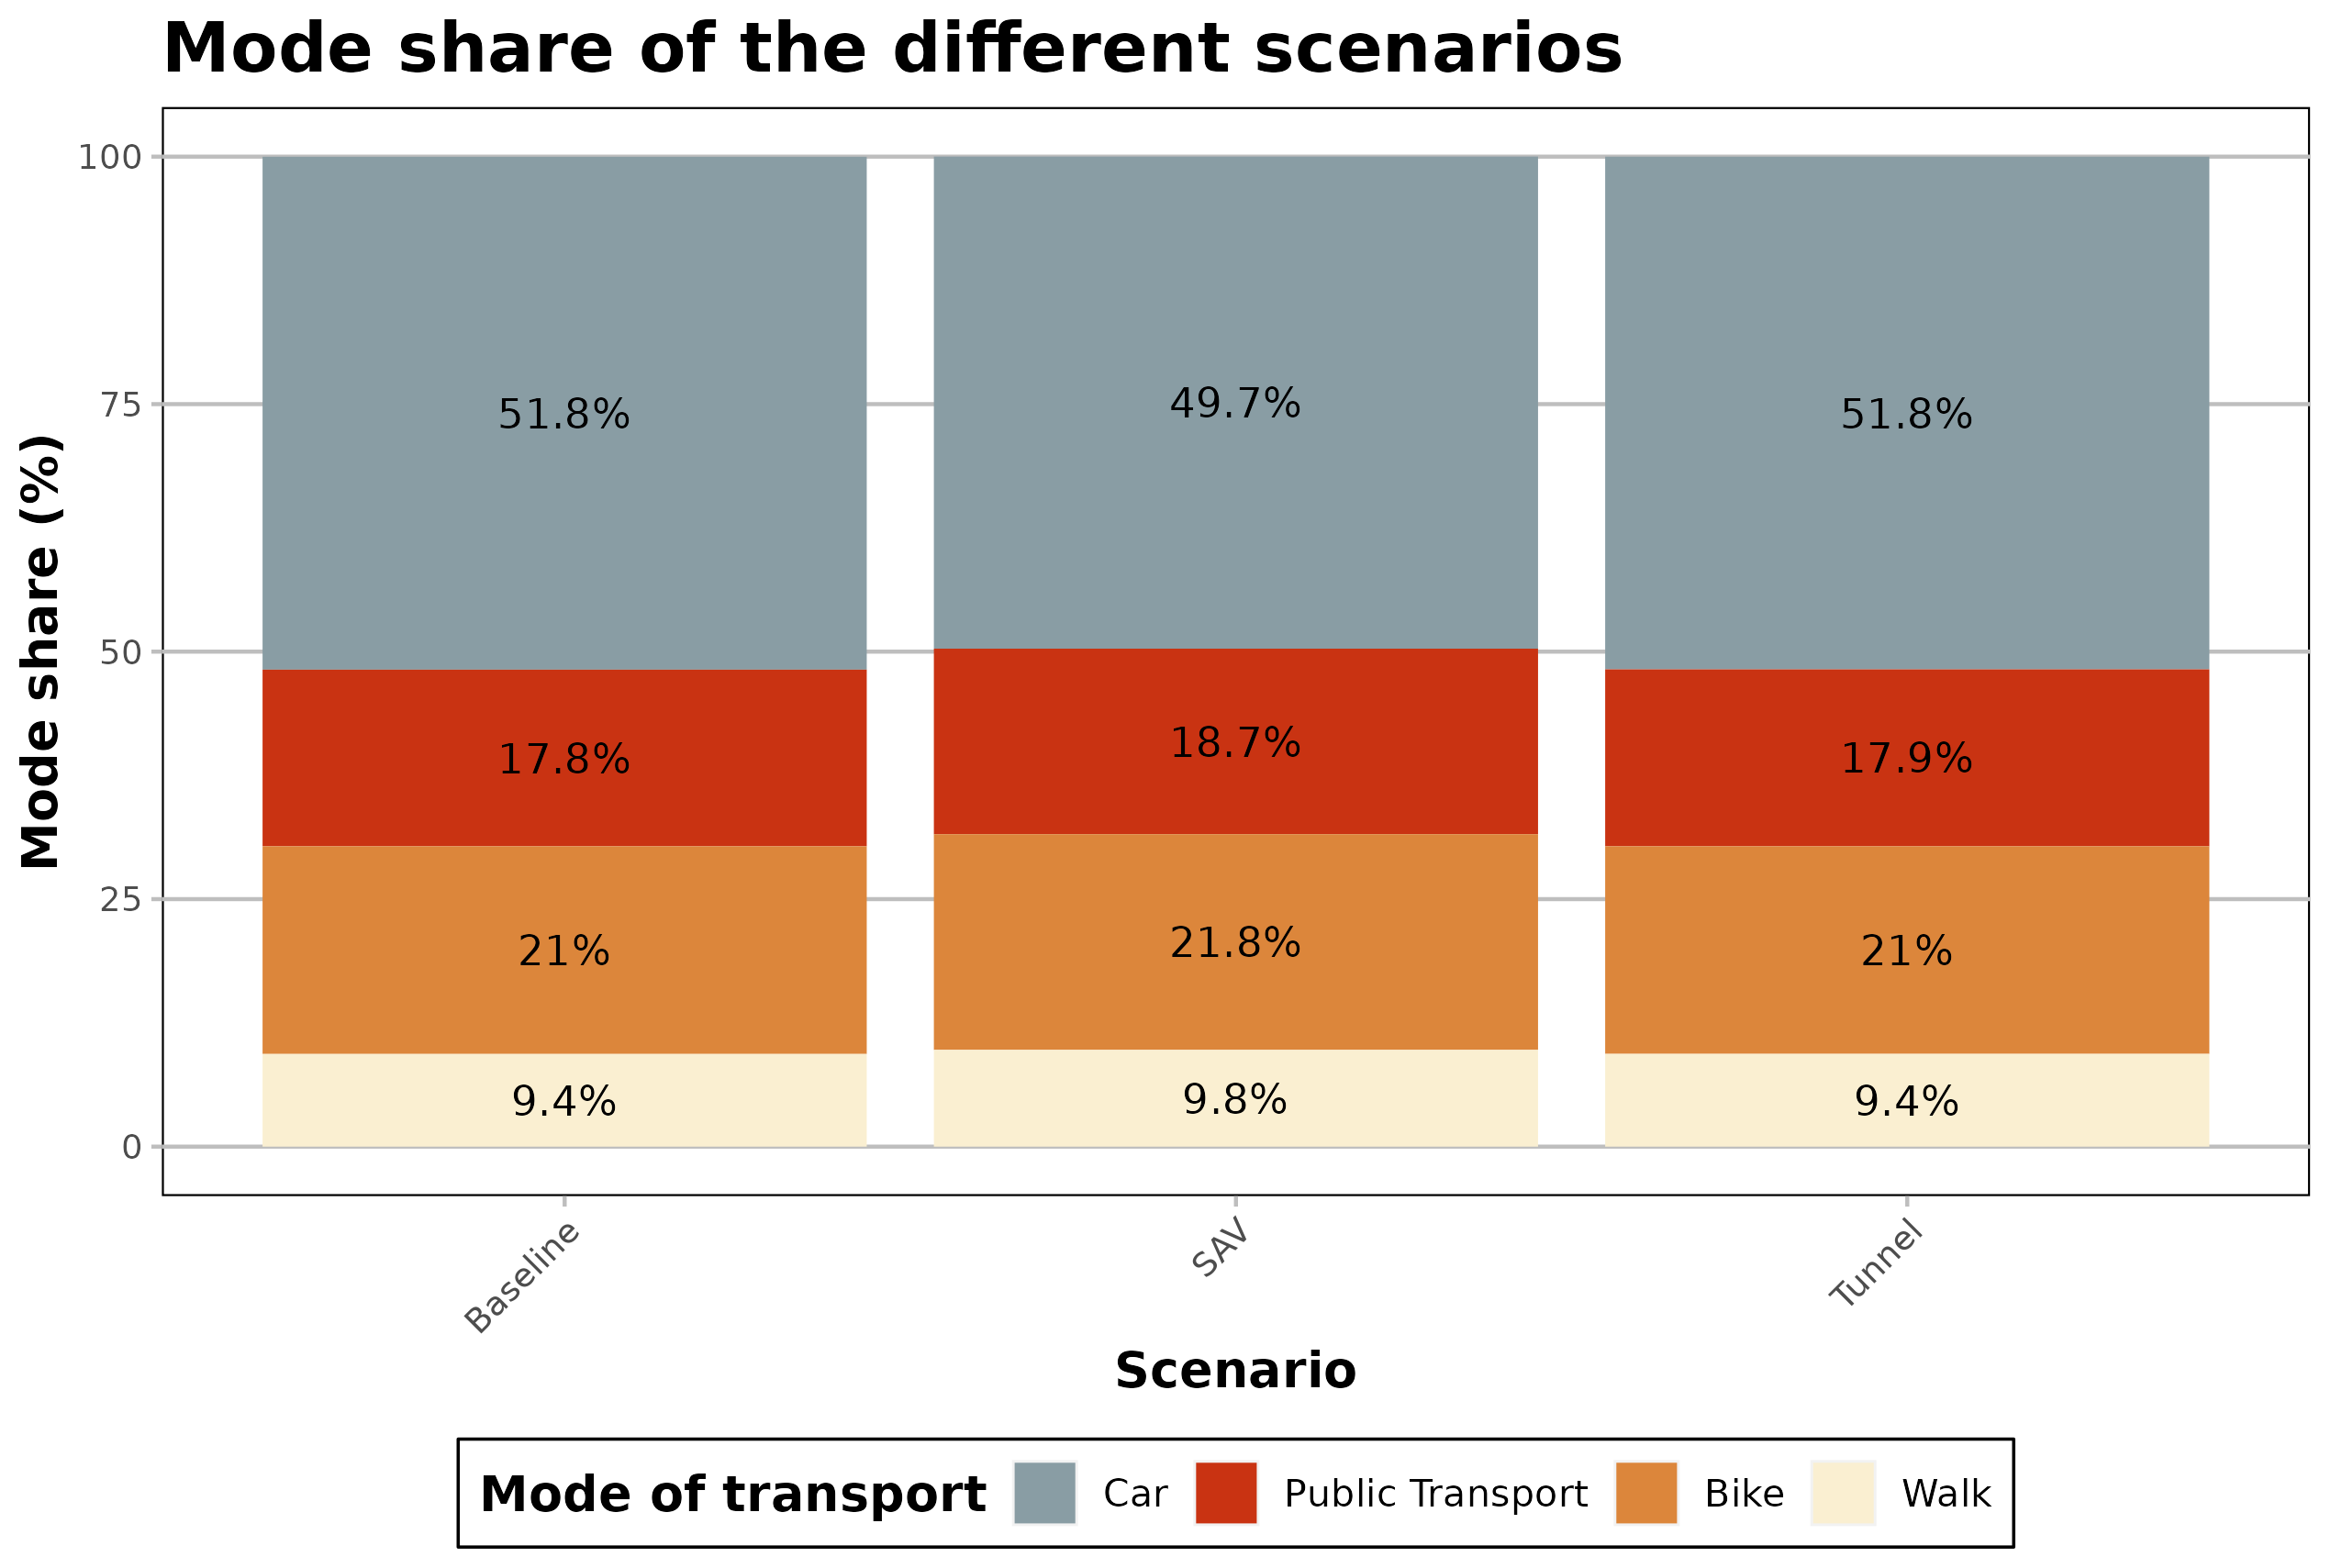 Mode share of the different scenarios
Mode share (%)
100
75
50
25
0
51.8%
49.7%
51.8%
17.8%
18.7%
17.9%
21%
21.8%
21%
9.4%
9.8%
9.4%
Baseline
SAV
Tunnel
Scenario
Mode of transport Car Public Transport Bike Walk